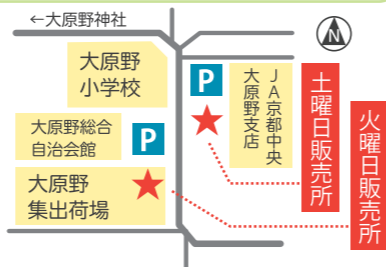 ←大原野神社
N
大原野
小学校
P
JA京都中央
大原野支店
土曜日販売所
火曜日販売所
大原野総合
自治会館
P
大原野
集出荷場